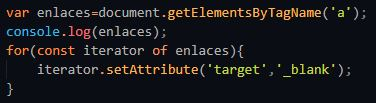 var enlaces=document.getElementsByTagName('a');
console.log(enlaces);
for(const iterator of enlaces){
    iterator.setAttribute('target','_blank');
}